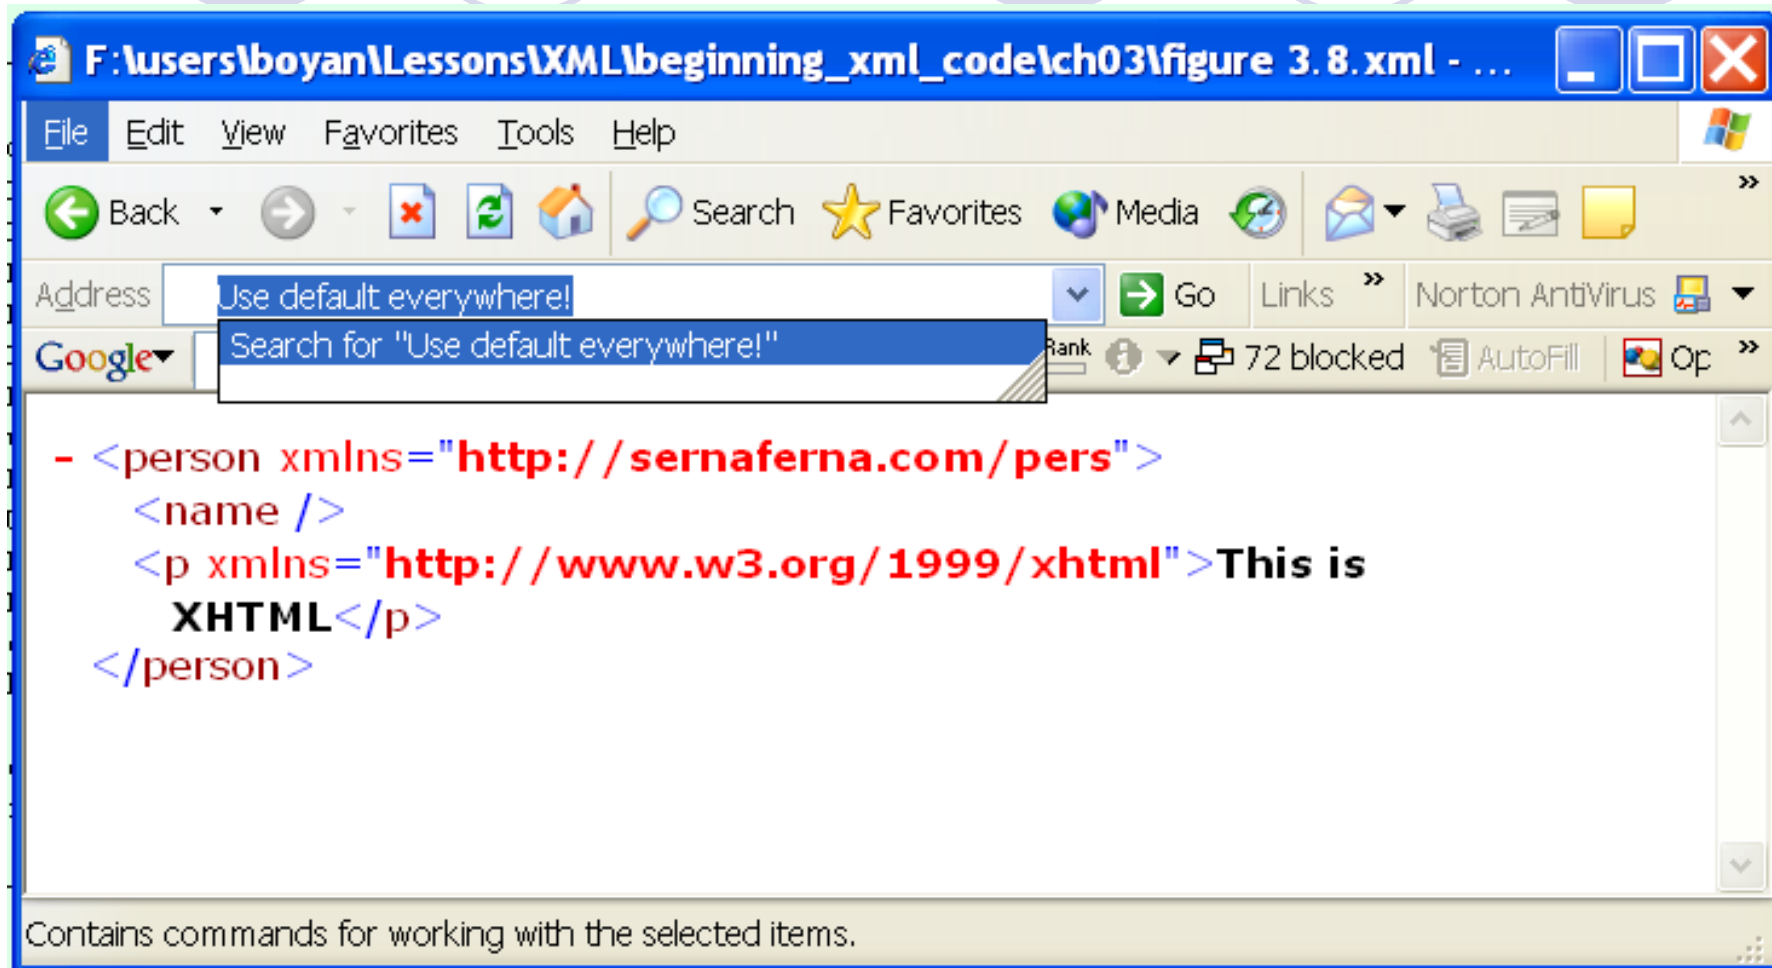 F:\users\boyan\Lessons\XML\beginning_xml_code\ch03\figure 3.8.xml - ...
File Edit View Favorites Tools Help
Back Search Favorites Media »
Address Use default everywhere! Go Links » Norton AntiVirus
Google Search for "Use default everywhere!" Rank 72 blocked AutoFill Op »
- <person xmlns="http://sernaferna.com/pers">
<name />
<p xmlns="http://www.w3.org/1999/xhtml">This is
XHTML</p>
</person>
Contains commands for working with the selected items.